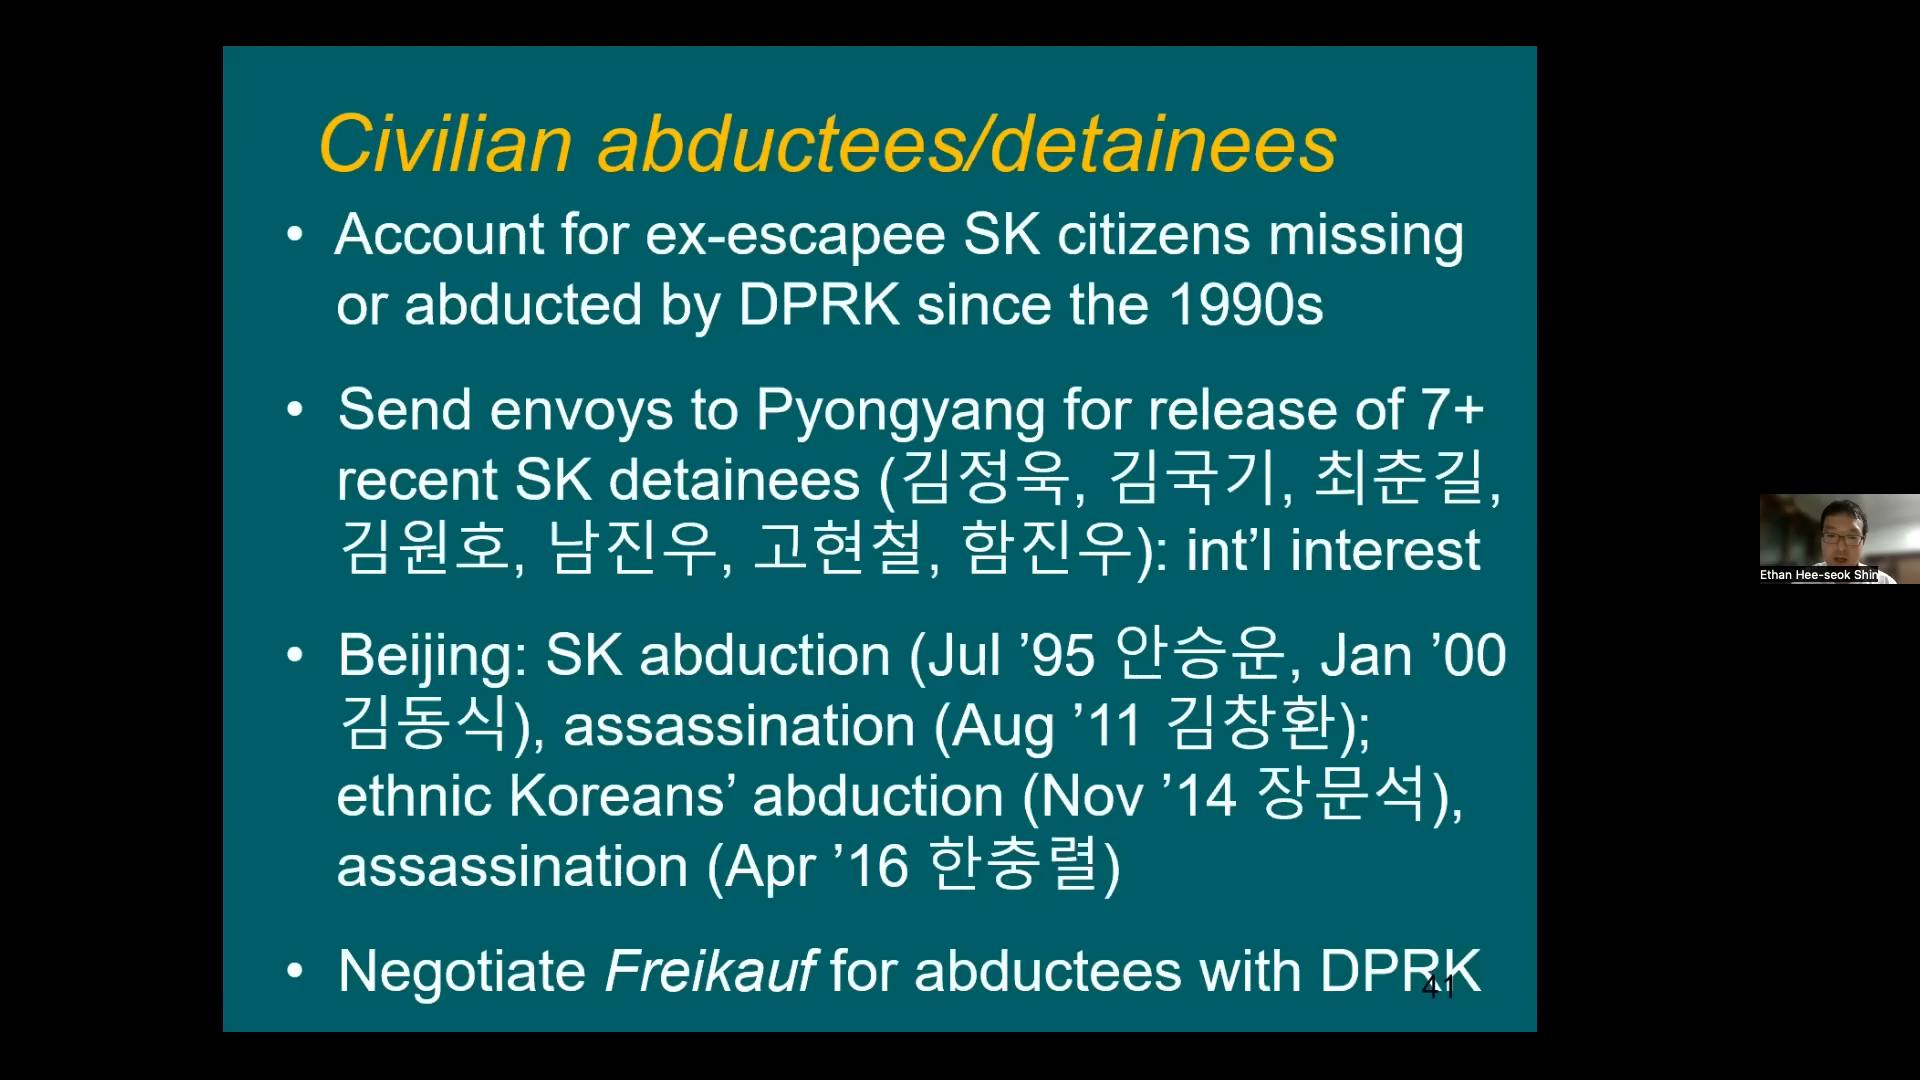 Civilian abductees/detainees
• Account for ex-escapee SK citizens missing
or abducted by DPRK since the 1990s
• Send envoys to Pyongyang for release of 7+
recent SK detainees (김정욱, 김국기, 최춘길,
김원호, 남진우, 고현철, 함진우): int’l interest
• Beijing: SK abduction (Jul ’95 안승운, Jan ’00
김동식), assassination (Aug ’11 김창환);
ethnic Koreans’ abduction (Nov ’14 장문석),
assassination (Apr ’16 한충렬)
• Negotiate Freikauf for abductees with DPRK
41
Ethan Hee-seok Shin